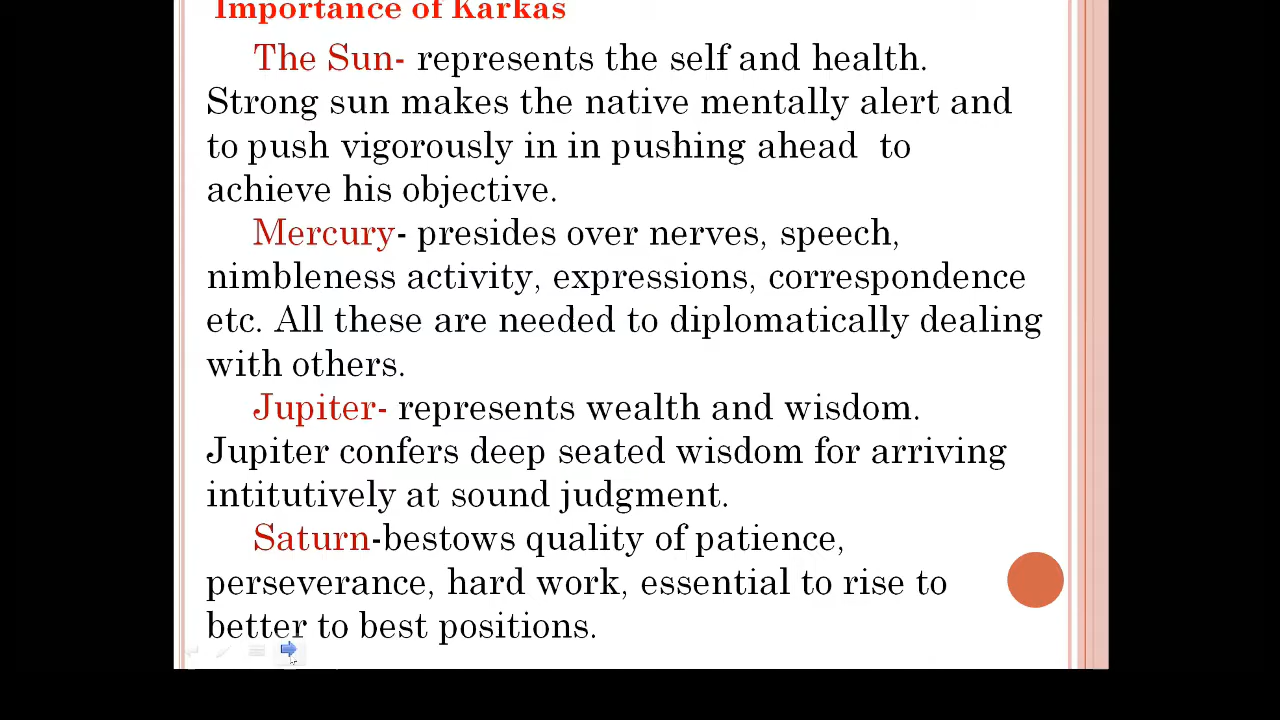 Importance of Karkas
The Sun- represents the self and health.
Strong sun makes the native mentally alert and
to push vigorously in in pushing ahead  to
achieve his objective.
Mercury- presides over nerves, speech,
nimbleness activity, expressions, correspondence
etc. All these are needed to diplomatically dealing
with others.
Jupiter- represents wealth and wisdom.
Jupiter confers deep seated wisdom for arriving
intitutively at sound judgment.
Saturn-bestows quality of patience,
perseverance, hard work, essential to rise to
better to best positions.